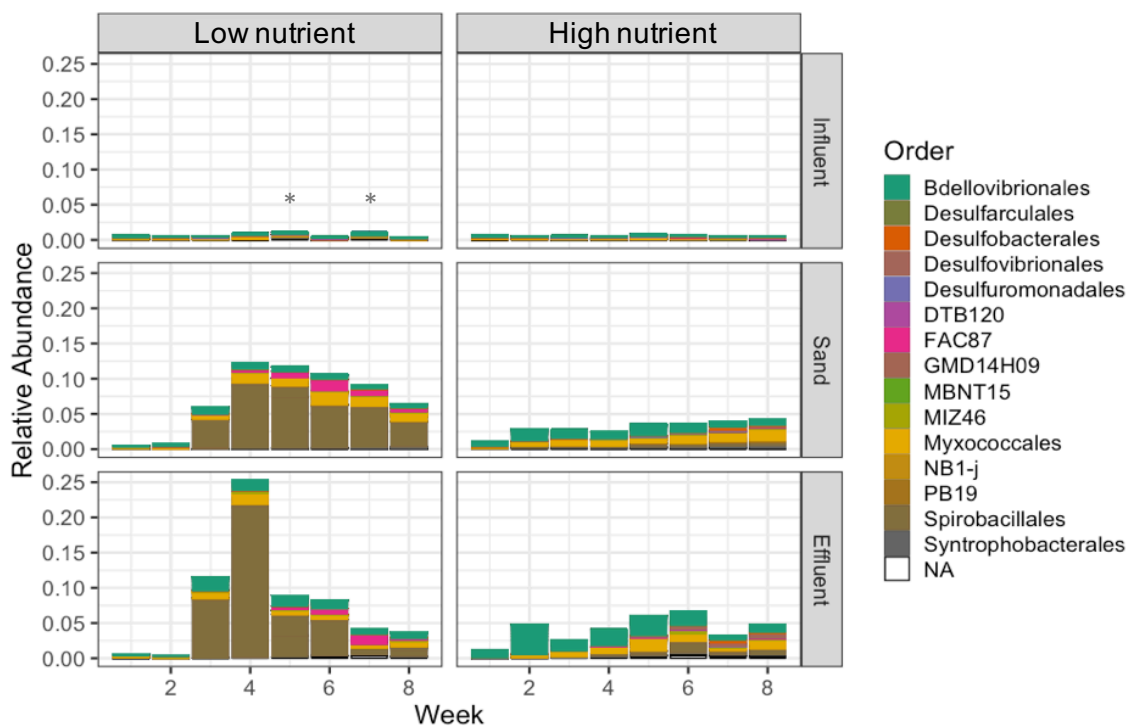 Low nutrient
High nutrient
0.25
0.20
0.15
0.10
0.05
0.00
* *
Influent
0.25
0.20
0.15
0.10
0.05
0.00
Sand
0.25
0.20
0.15
0.10
0.05
0.00
Effluent
2 4 6 8
2 4 6 8
Relative Abundance
Week
Order
Bdellovibrionales
Desulfarculales
Desulfobacterales
Desulfovibrionales
Desulfuromonadales
DTB120
FAC87
GMD14H09
MBNT15
MIZ46
Myxococcales
NB1-j
PB19
Spirobacillales
Syntrophobacterales
NA